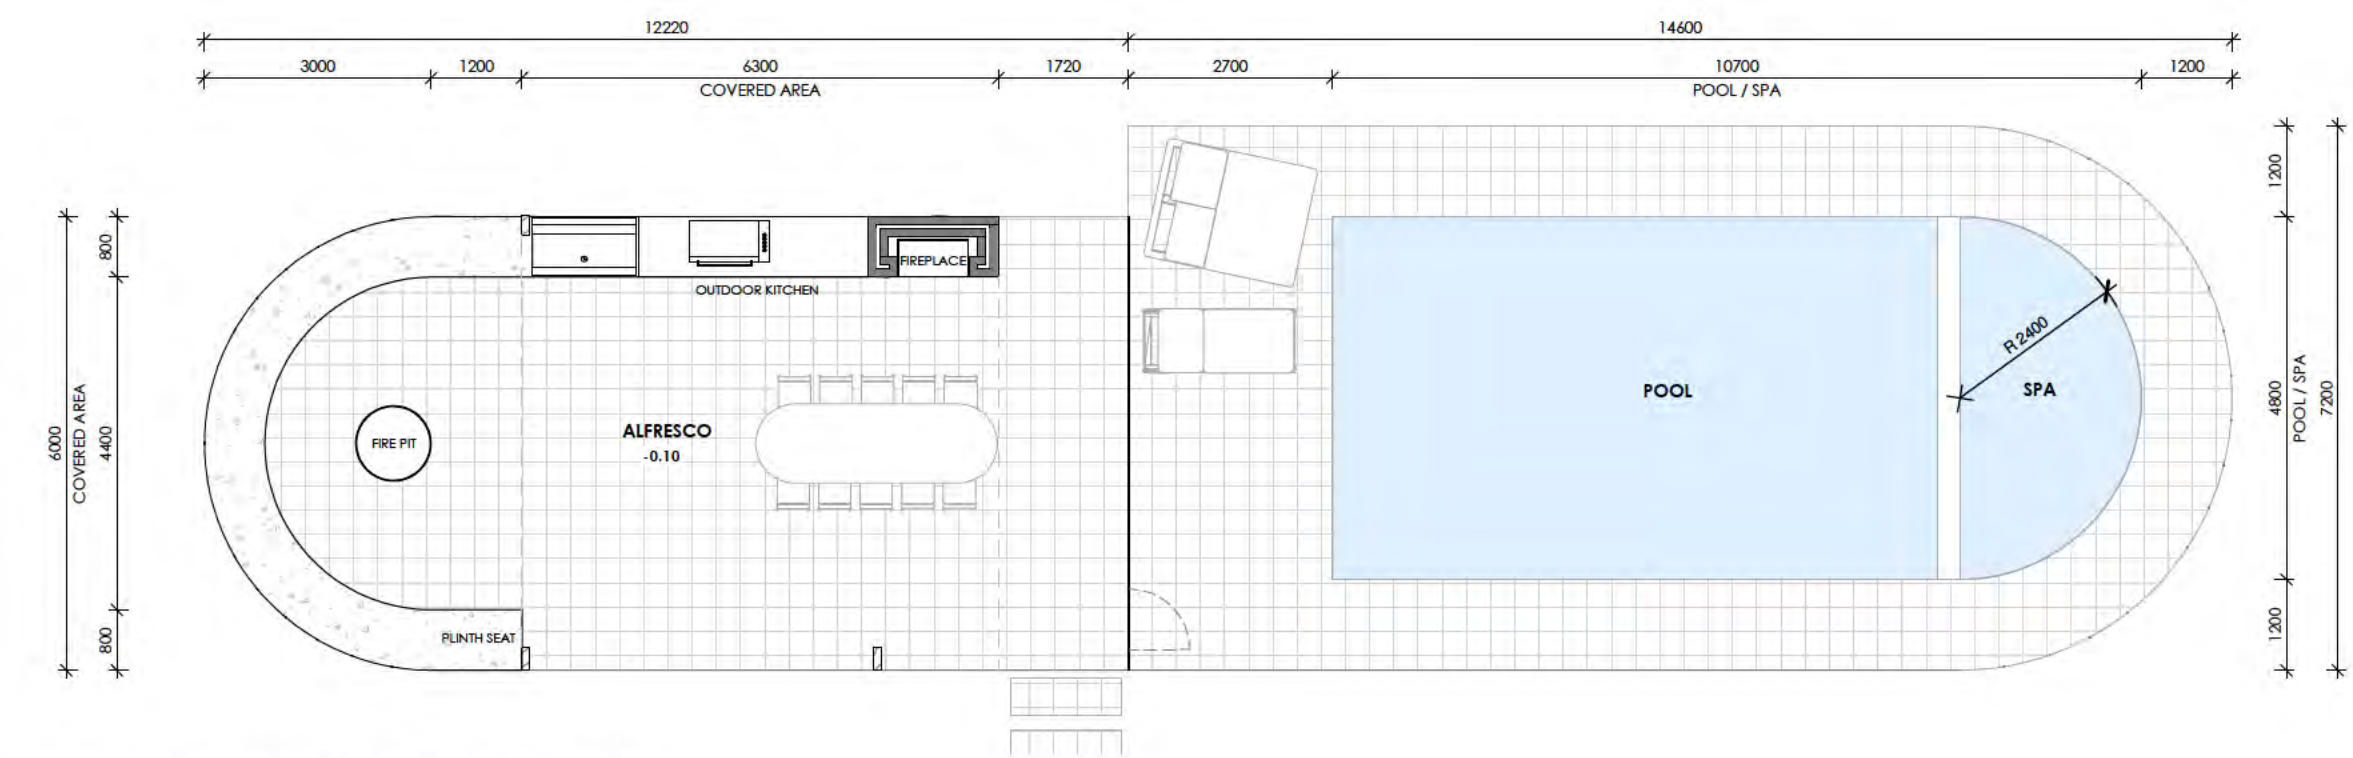 12220
14600
3000
1200
6300
1720
2700
10700
1200
COVERED AREA
POOL / SPA
1200
800
FIREPLACE
OUTDOOR KITCHEN
R 2400
6000
COVERED AREA
4400
FIRE PIT
ALFRESCO
-0.10
POOL
SPA
4800
POOL / SPA
7200
800
PLINTH SEAT
1200